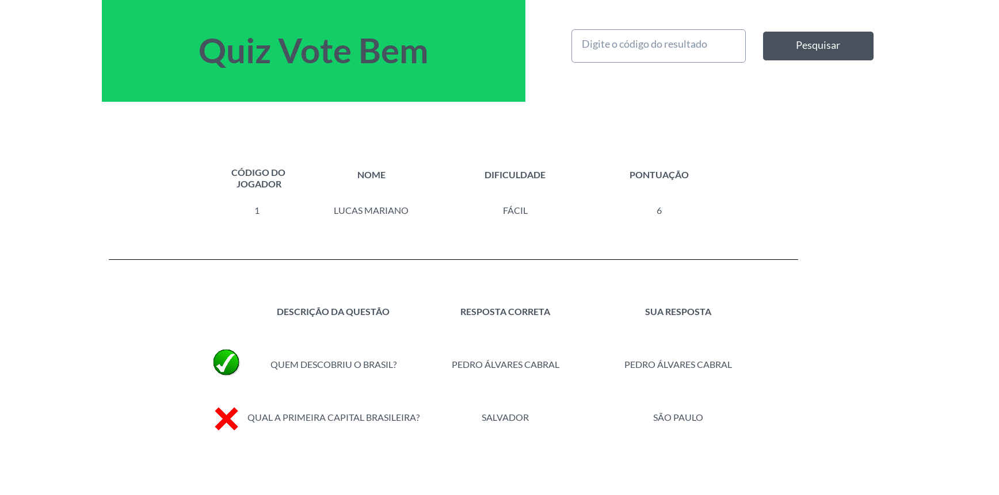 Quiz Vote Bem
Digite o código do resultado
Pesquisar
CÓDIGO DO
JOGADOR
NOME
DIFICULDADE
PONTUAÇÃO
1
LUCAS MARIANO
FÁCIL
6
DESCRIÇÃO DA QUESTÃO
RESPOSTA CORRETA
SUA RESPOSTA
QUEM DESCOBRIU O BRASIL?
PEDRO ÁLVARES CABRAL
PEDRO ÁLVARES CABRAL
QUAL A PRIMEIRA CAPITAL BRASILEIRA?
SALVADOR
SÃO PAULO